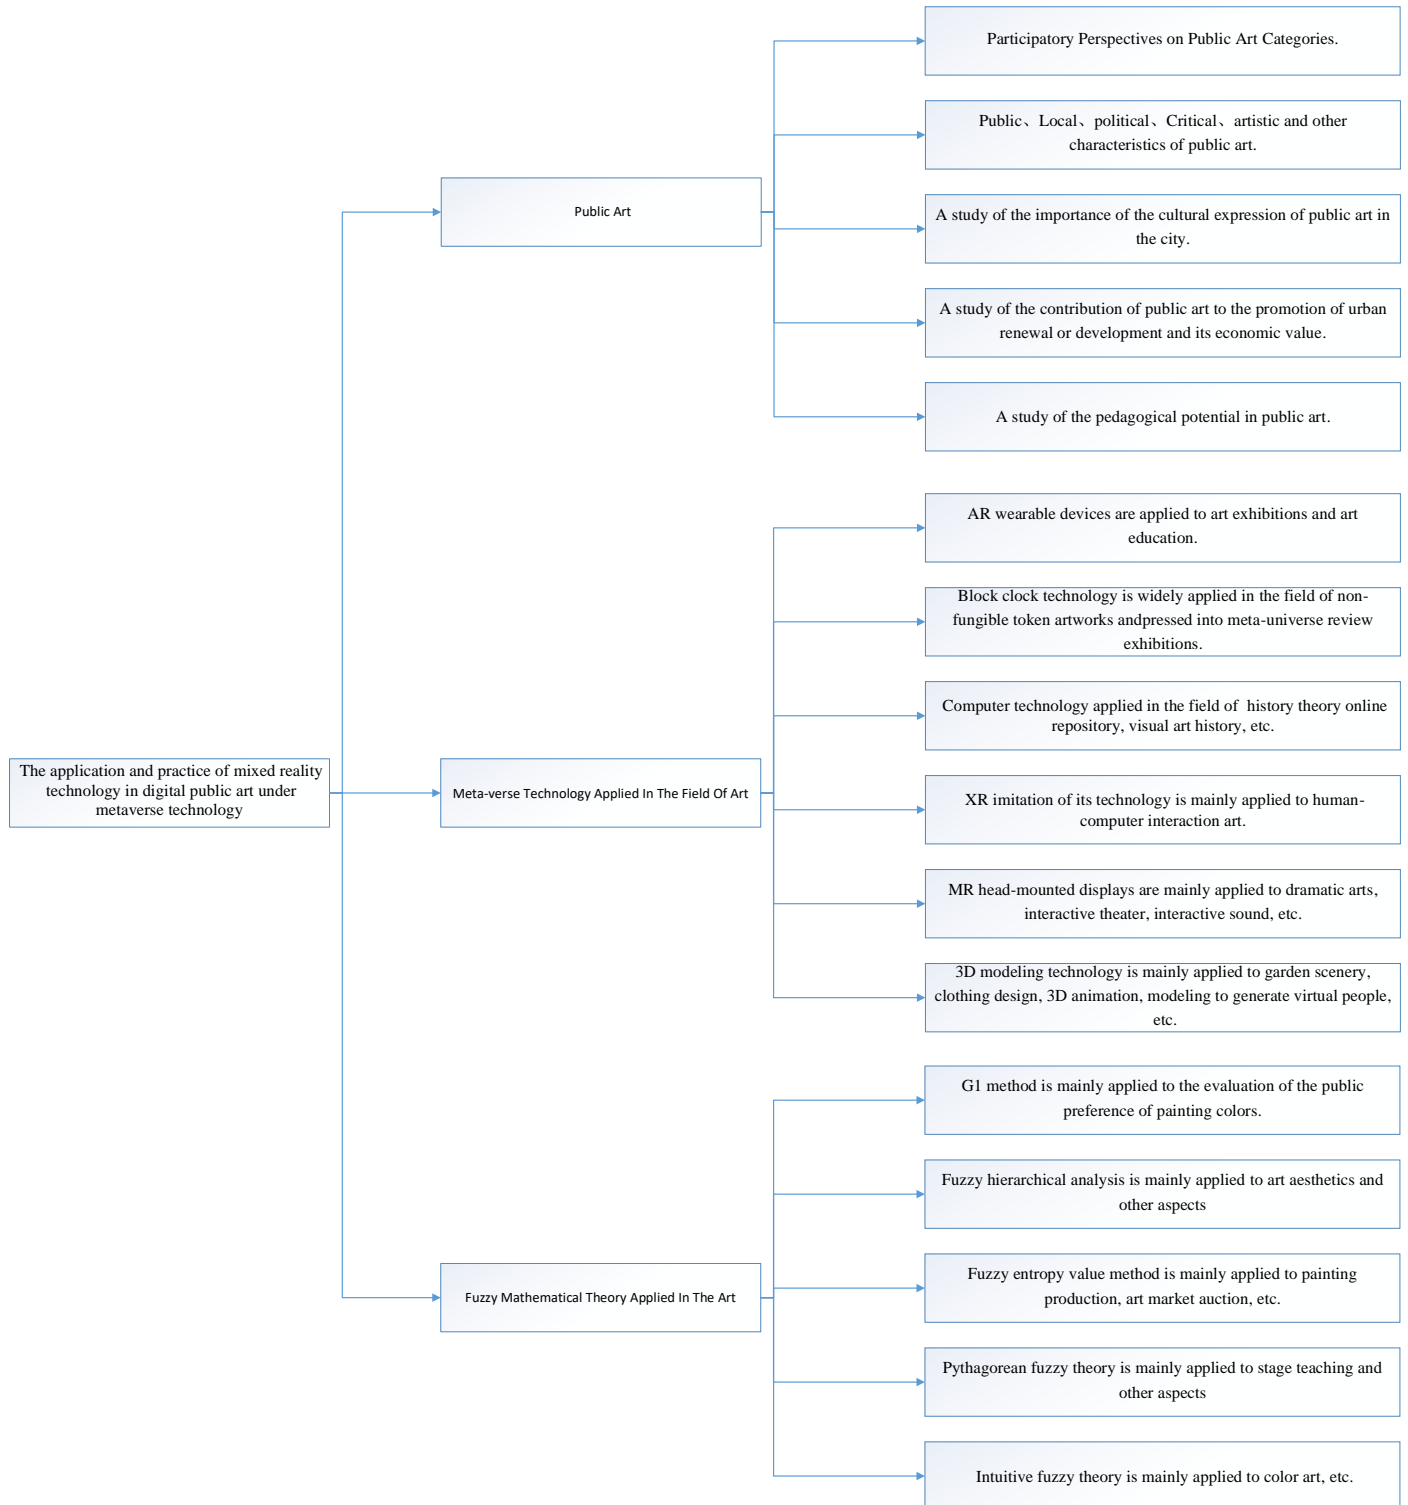 Participatory Perspectives on Public Art Categories.
Public、Local、political、Critical、artistic and other
characteristics of public art.
Public Art
A study of the importance of the cultural expression of public art in
the city.
A study of the contribution of public art to the promotion of urban
renewal or development and its economic value.
A study of the pedagogical potential in public art.
AR wearable devices are applied to art exhibitions and art
education.
Block clock technology is widely applied in the field of non-
fungible token artworks andpressed into meta-universe review
exhibitions.
Computer technology applied in the field of  history theory online
repository, visual art history, etc.
The application and practice of mixed reality
technology in digital public art under
metaverse technology
Meta-verse Technology Applied In The Field Of Art
XR imitation of its technology is mainly applied to human-
computer interaction art.
MR head-mounted displays are mainly applied to dramatic arts,
interactive theater, interactive sound, etc.
3D modeling technology is mainly applied to garden scenery,
clothing design, 3D animation, modeling to generate virtual people,
etc.
G1 method is mainly applied to the evaluation of the public
preference of painting colors.
Fuzzy hierarchical analysis is mainly applied to art aesthetics and
other aspects
Fuzzy Mathematical Theory Applied In The Art
Fuzzy entropy value method is mainly applied to painting
production, art market auction, etc.
Pythagorean fuzzy theory is mainly applied to stage teaching and
other aspects
Intuitive fuzzy theory is mainly applied to color art, etc.